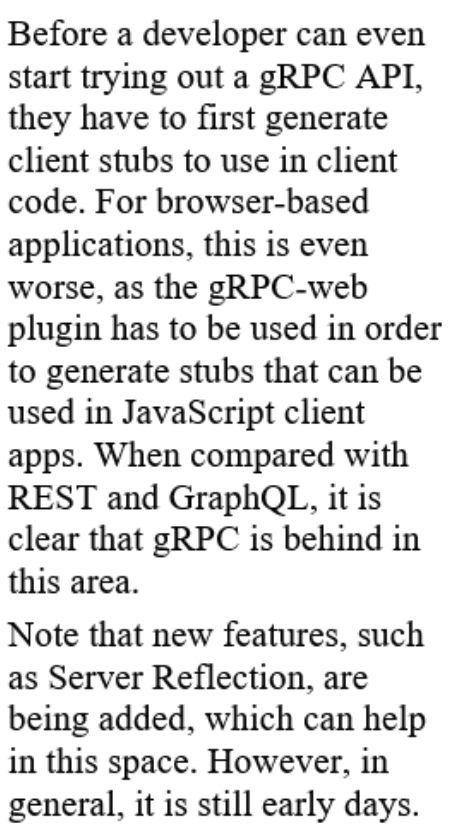 Before a developer can even
start trying out a gRPC API,
they have to first generate
client stubs to use in client
code. For browser-based
applications, this is even
worse, as the gRPC-web
plugin has to be used in order
to generate stubs that can be
used in JavaScript client
apps. When compared with
REST and GraphQL, it is
clear that gRPC is behind in
this area.
Note that new features, such
as Server Reflection, are
being added, which can help
in this space. However, in
general, it is still early days.